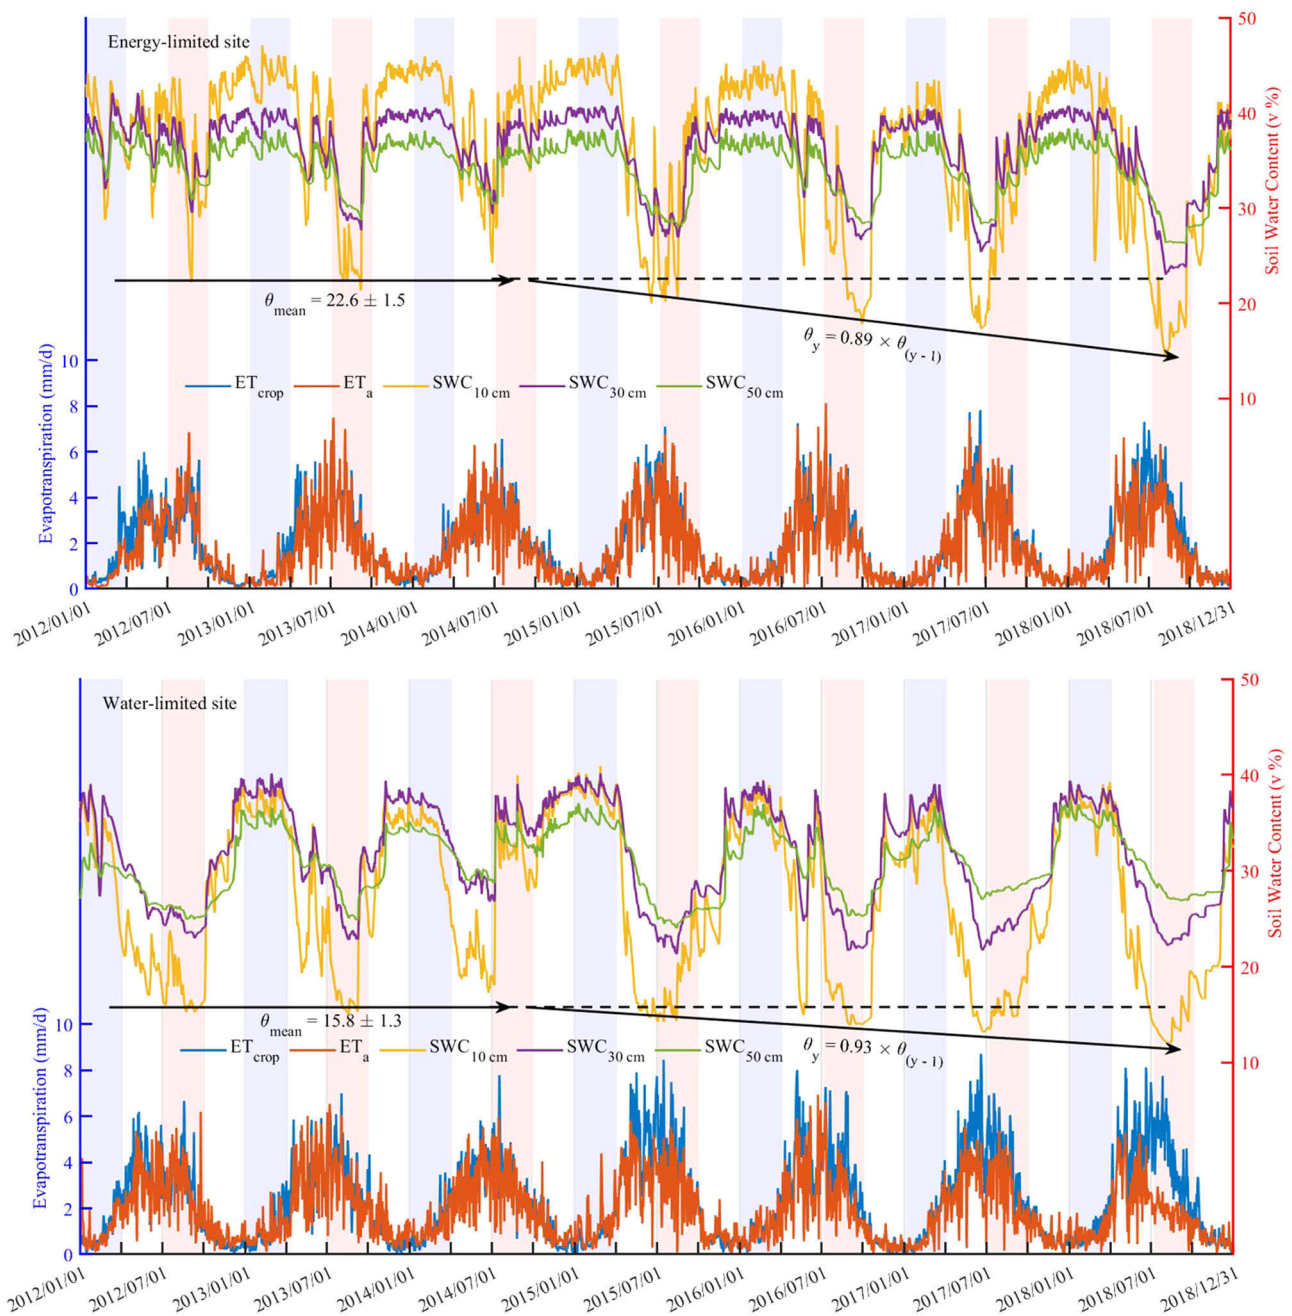 Energy-limited site
50
40
30
20
10
Soil Water Content (v %)
θmean = 22.6 ± 1.5
θy = 0.89 × θ(y - 1)
ETcrop ETa SWC10 cm SWC30 cm SWC50 cm
Evapotranspiration (mm/d)
10
8
6
4
2
0
2012/01/01 2012/07/01 2013/01/01 2013/07/01 2014/01/01 2014/07/01 2015/01/01 2015/07/01 2016/01/01 2016/07/01 2017/01/01 2017/07/01 2018/01/01 2018/07/01 2018/12/31
Water-limited site
50
40
30
20
10
Soil Water Content (v %)
θmean = 15.8 ± 1.3
θy = 0.93 × θ(y - 1)
ETcrop ETa SWC10 cm SWC30 cm SWC50 cm
Evapotranspiration (mm/d)
10
8
6
4
2
0
2012/01/01 2012/07/01 2013/01/01 2013/07/01 2014/01/01 2014/07/01 2015/01/01 2015/07/01 2016/01/01 2016/07/01 2017/01/01 2017/07/01 2018/01/01 2018/07/01 2018/12/31